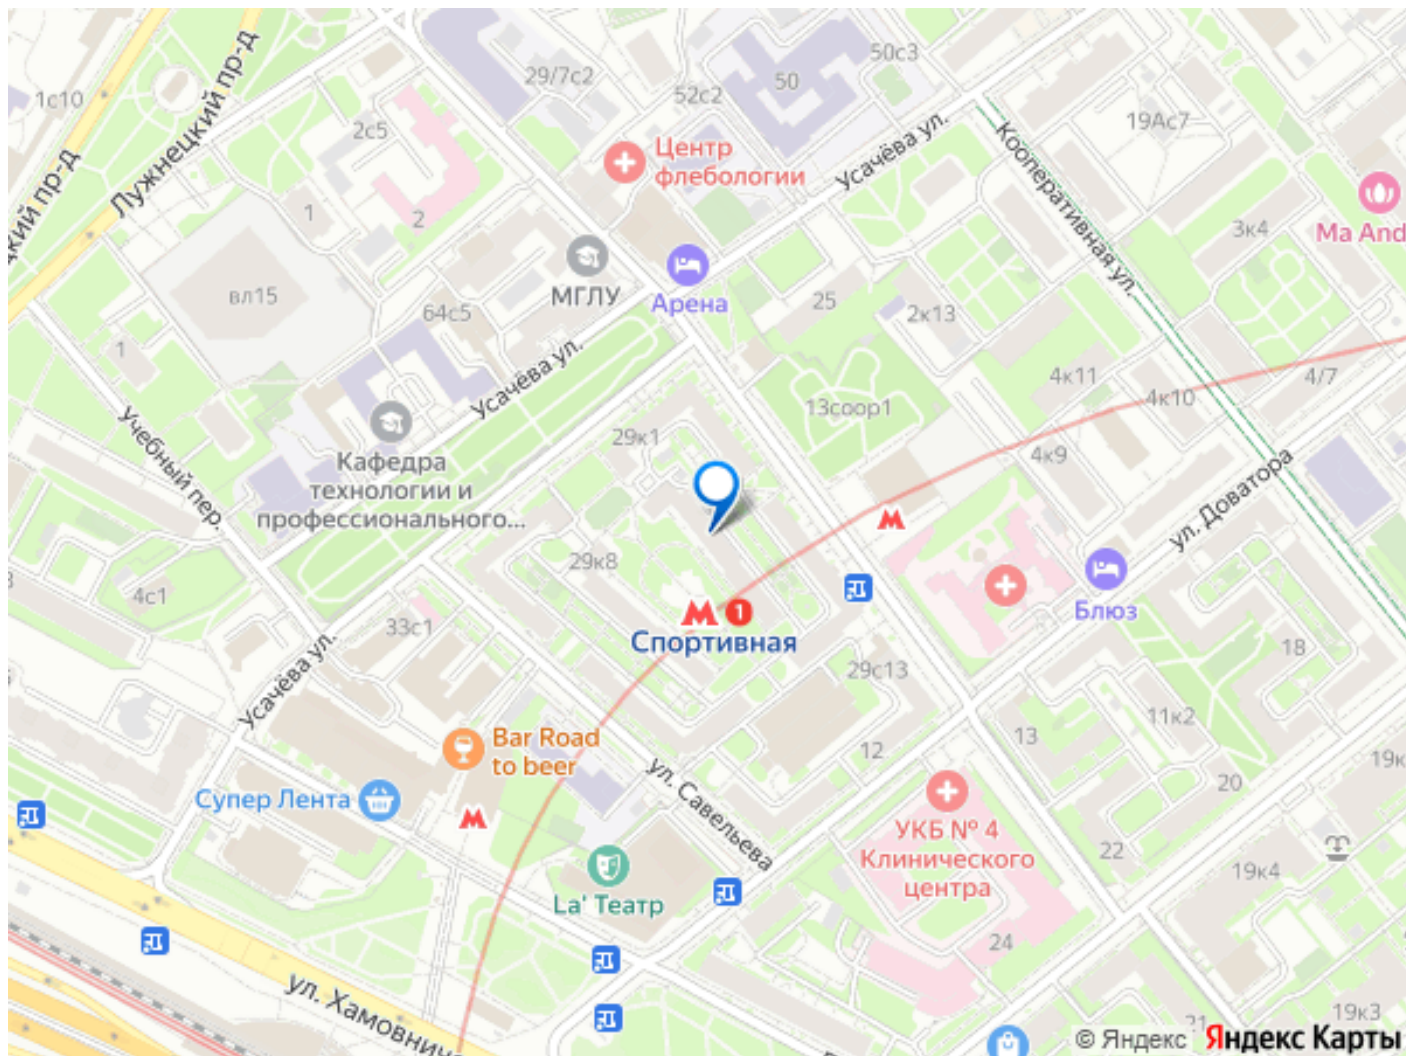 50с3
29/7с2
50
1с10
52с2
19Ас7
2с5
Лужнецкий пр-д
Центр
флебологии
Усачёва ул.
Кооперативная ул.
1
2
3к4
Ma And
МГЛУ
вл15
Арена
25
2к13
64с5
1
4к11
4/7
4к10
13соор1
Усачёва ул.
29к1
4к9
Учебный пер.
Кафедра
технологии и
профессионального...
ул. Доватора
29к8
4с1
Блюз
33с1
1
Спортивная
18
29с13
Усачёва ул.
11к2
13
12
Bar Road
to beer
19к
20
ул. Савельева
Супер Лента
УКБ № 4
Клинического
центра
22
19к4
La' Театр
24
ул. Хамовнич
19к3
21
© Яндекс
Яндекс Карты